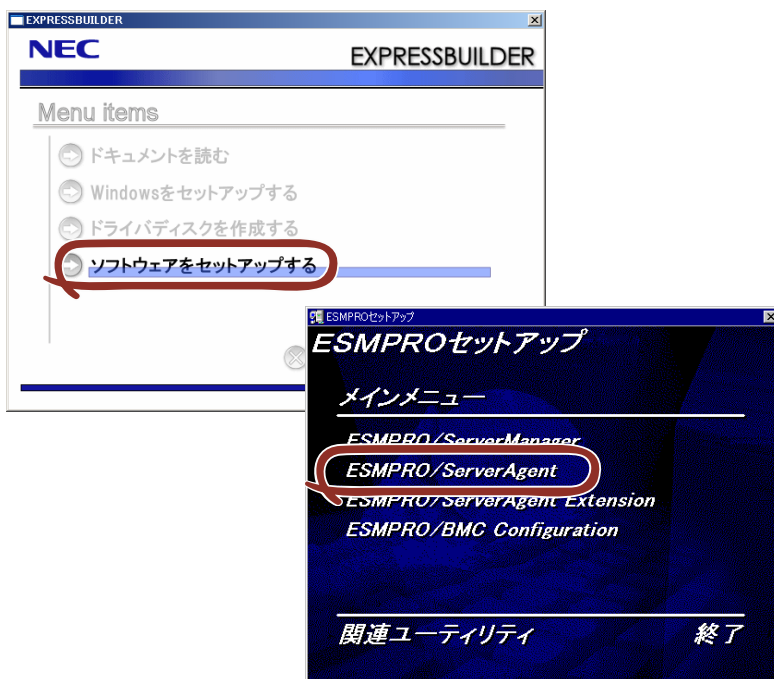 EXPRESSBUILDER
NEC
EXPRESSBUILDER
Menu items
ドキュメントを読む
Windowsをセットアップする
ドライバディスクを作成する
ソフトウェアをセットアップする
ESMPROセットアップ
ESMPROセットアップ
メインメニュー
ESMPRO/ServerManager
ESMPRO/ServerAgent
ESMPRO/ServerAgent Extension
ESMPRO/BMC Configuration
関連ユーティリティ
終了